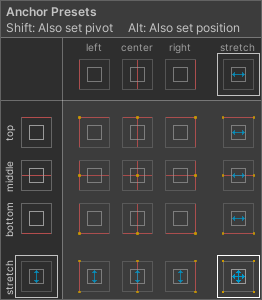 Anchor Presets
Shift: Also set pivot     Alt: Also set position
left center right stretch
top
middle
bottom
stretch